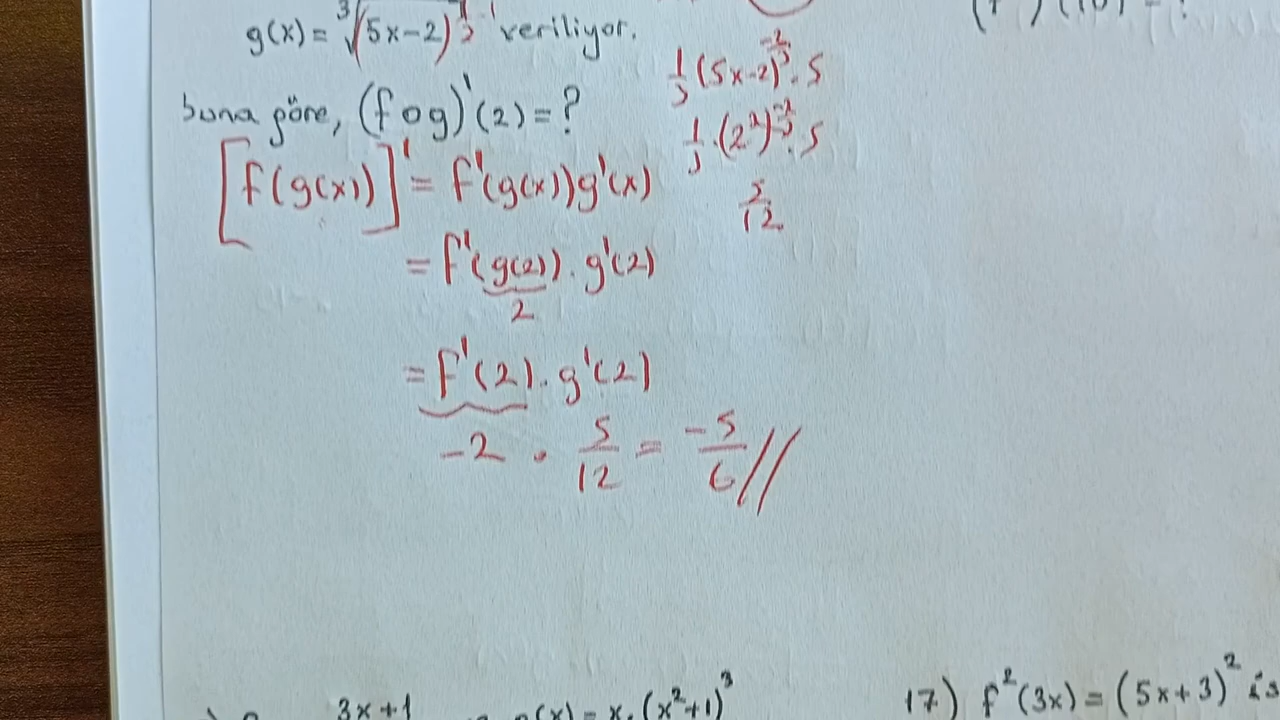 g(x) = ∛(5x-2) 1/3 veriliyor.
buna göre, (fog)'(2) = ?
[f(g(x))]' = f'(g(x))g'(x)
= f'(g(2)) . g'(2)
2
= f'(2) . g'(2)
-2 . 5/12 = -5/6 //
1/3 (5x-2)^-2/3 . 5
1/3 . (2³)^-2/3 . 5
5/12
3x+1
g(x) = x.(x²+1)³
17) f²(3x) = (5x+3)²